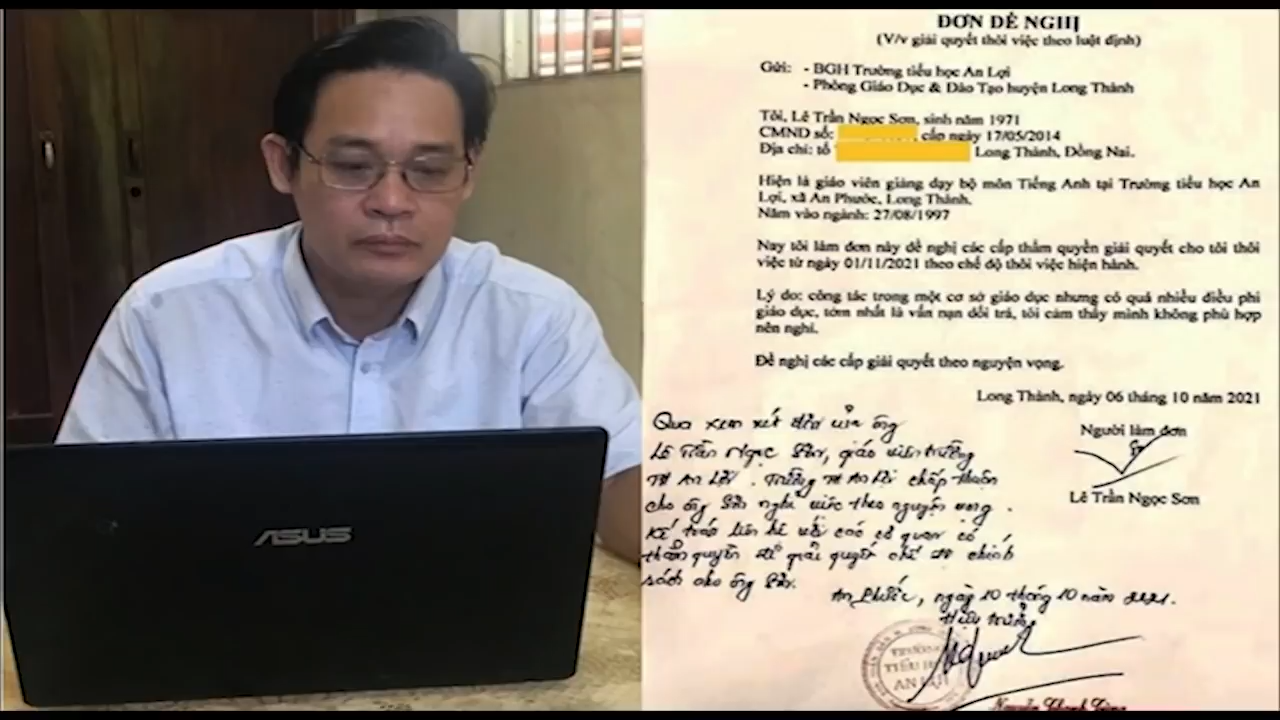 ASUS
ĐƠN ĐỀ NGHỊ
(V/v giải quyết thôi việc theo luật định)
Gửi: - BGH Trường tiểu học An Lợi
- Phòng Giáo Dục & Đào Tạo huyện Long Thành
Tôi, Lê Trần Ngọc Sơn, sinh năm 1971
CMND số: , cấp ngày 17/05/2014
Địa chỉ: tổ Long Thành, Đồng Nai.
Hiện là giáo viên giảng dạy bộ môn Tiếng Anh tại Trường tiểu học An
Lợi, xã An Phước, Long Thành.
Năm vào ngành: 27/08/1997
Nay tôi làm đơn này đề nghị các cấp thẩm quyền giải quyết cho tôi thôi
việc từ ngày 01/11/2021 theo chế độ thôi việc hiện hành.
Lý do: công tác trong một cơ sở giáo dục nhưng có quá nhiều điều phi
giáo dục, tởm nhất là vấn nạn dối trá, tôi cảm thấy mình không phù hợp
nên nghỉ.
Đề nghị các cấp giải quyết theo nguyện vọng.
Long Thành, ngày 06 tháng 10 năm 2021
Người làm đơn
Lê Trần Ngọc Sơn
Qua xem xét đơn của ông
Lê Trần Ngọc Sơn, giáo viên trường
TH An Lợi. Trường TH An Lợi chấp thuận
cho ông Sơn nghỉ việc theo nguyện vọng.
Kế toán liên hệ với các cơ quan có
thẩm quyền để giải quyết chế độ chính
sách cho ông Sơn.
An Phước, ngày 10 tháng 10 năm 2021.
Hiệu trưởng
TRƯỜNG
TIỂU HỌC
AN LỢI